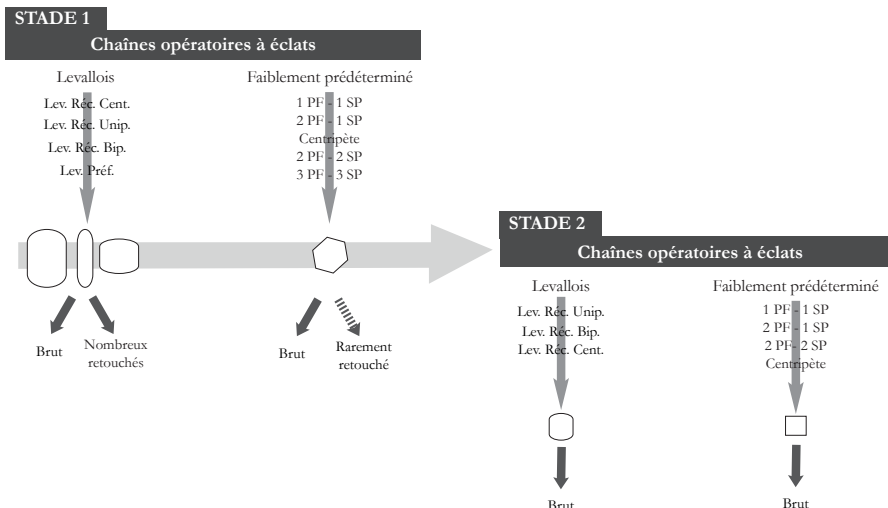 STADE 1
Chaînes opératoires à éclats
Levallois
Lev. Réc. Cent.
Lev. Réc. Unip.
Lev. Réc. Bip.
Lev. Préf.
Faiblement prédéterminé
1 PF - 1 SP
2 PF - 1 SP
Centripète
2 PF - 2 SP
3 PF - 3 SP
Brut
Nombreux
retouchés
Brut
Rarement
retouché
STADE 2
Chaînes opératoires à éclats
Levallois
Lev. Réc. Unip.
Lev. Réc. Bip.
Lev. Réc. Cent.
Faiblement prédéterminé
1 PF - 1 SP
2 PF - 1 SP
2 PF- 2 SP
Centripète
Brut
Brut